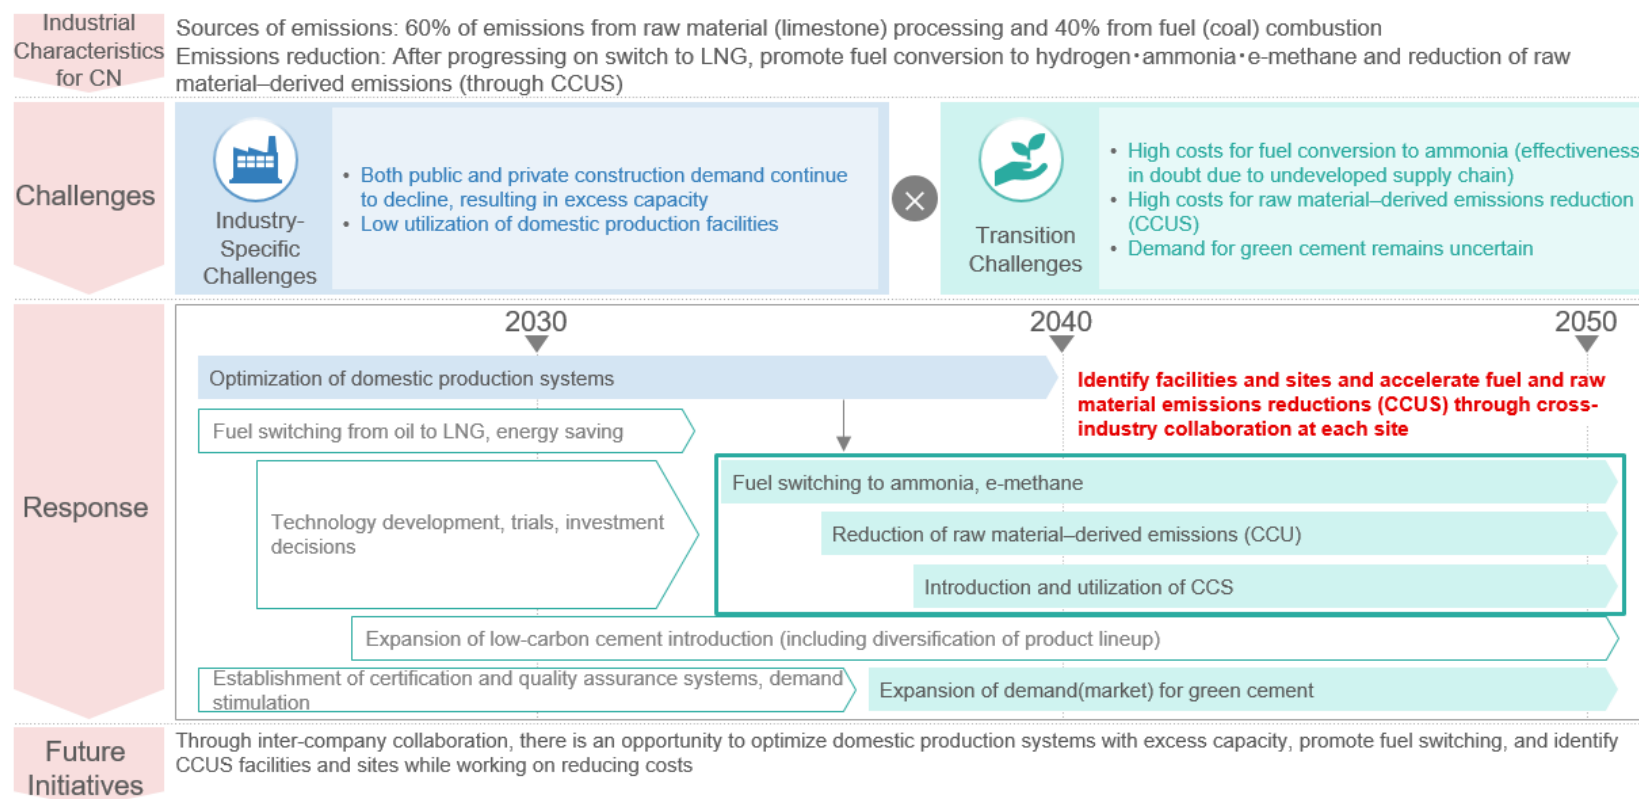 Industrial
Characteristics
for CN
Sources of emissions: 60% of emissions from raw material (limestone) processing and 40% from fuel (coal) combustion
Emissions reduction: After progressing on switch to LNG, promote fuel conversion to hydrogen・ammonia・e-methane and reduction of raw
material–derived emissions (through CCUS)
Challenges
Industry-
Specific
Challenges
• Both public and private construction demand continue
to decline, resulting in excess capacity
• Low utilization of domestic production facilities
Transition
Challenges
• High costs for fuel conversion to ammonia (effectiveness
in doubt due to undeveloped supply chain)
• High costs for raw material–derived emissions reduction
(CCUS)
• Demand for green cement remains uncertain
Response
2030
2040
2050
Optimization of domestic production systems
Identify facilities and sites and accelerate fuel and raw
material emissions reductions (CCUS) through cross-
industry collaboration at each site
Fuel switching from oil to LNG, energy saving
Fuel switching to ammonia, e-methane
Technology development, trials, investment
decisions
Reduction of raw material–derived emissions (CCU)
Introduction and utilization of CCS
Expansion of low-carbon cement introduction (including diversification of product lineup)
Establishment of certification and quality assurance systems, demand
stimulation
Expansion of demand(market) for green cement
Future
Initiatives
Through inter-company collaboration, there is an opportunity to optimize domestic production systems with excess capacity, promote fuel switching, and identify
CCUS facilities and sites while working on reducing costs